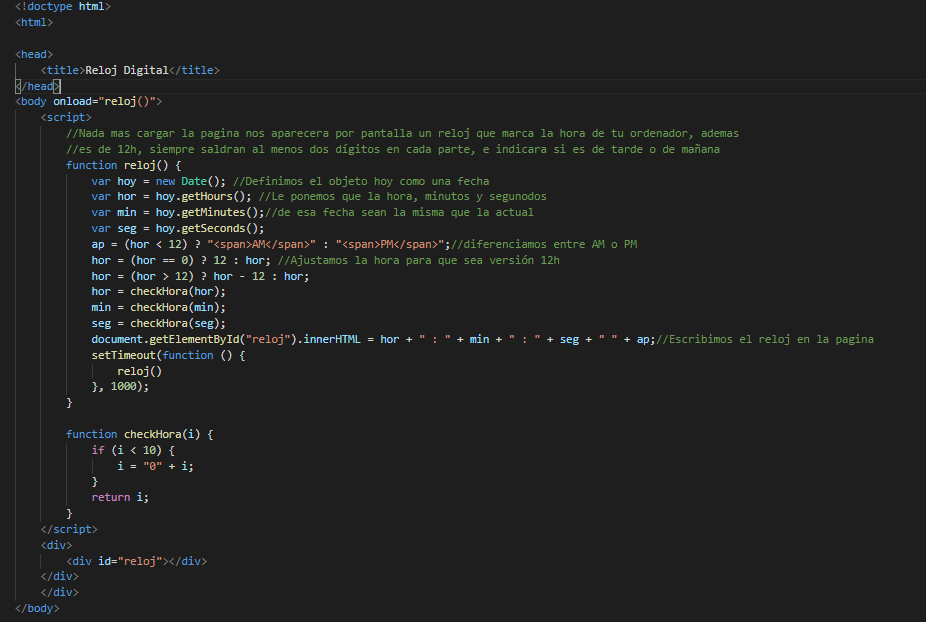 <!doctype html>
<html>
<head>
<title>Reloj Digital</title>
</head>
<body onload="reloj()">
<script>
//Nada mas cargar la pagina nos aparecera por pantalla un reloj que marca la hora de tu ordenador, ademas
//es de 12h, siempre saldran al menos dos dígitos en cada parte, e indicara si es de tarde o de mañana
function reloj() {
var hoy = new Date(); //Definimos el objeto hoy como una fecha
var hor = hoy.getHours(); //Le ponemos que la hora, minutos y segunodos
var min = hoy.getMinutes();//de esa fecha sean la misma que la actual
var seg = hoy.getSeconds();
ap = (hor < 12) ? "<span>AM</span>" : "<span>PM</span>";//diferenciamos entre AM o PM
hor = (hor == 0) ? 12 : hor; //Ajustamos la hora para que sea versión 12h
hor = (hor > 12) ? hor - 12 : hor;
hor = checkHora(hor);
min = checkHora(min);
seg = checkHora(seg);
document.getElementById("reloj").innerHTML = hor + " : " + min + " : " + seg + " " + ap;//Escribimos el reloj en la pagina
setTimeout(function () {
reloj()
}, 1000);
}
function checkHora(i) {
if (i < 10) {
i = "0" + i;
}
return i;
}
</script>
<div>
<div id="reloj"></div>
</div>
</div>
</body>